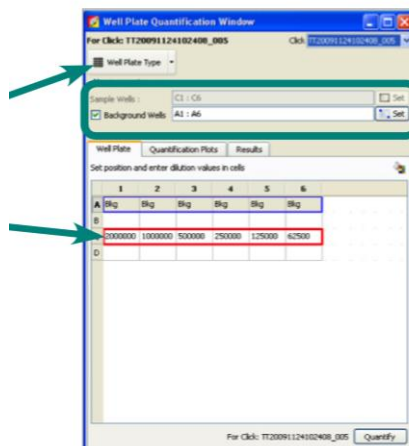 Well Plate Quantification Window
For Click: TT20091124102408_005 Click TT20091124102408_005
Well Plate Type
Sample Wells : C1 : C6 Set
Background Wells A1 : A6 Set
Well Plate Quantification Plots Results
Set position and enter dilution values in cells
1 2 3 4 5 6
A Bkg Bkg Bkg Bkg Bkg Bkg
B
2000000 1000000 500000 250000 125000 62500
D
For Click: TT20091124102408_005 Quantify